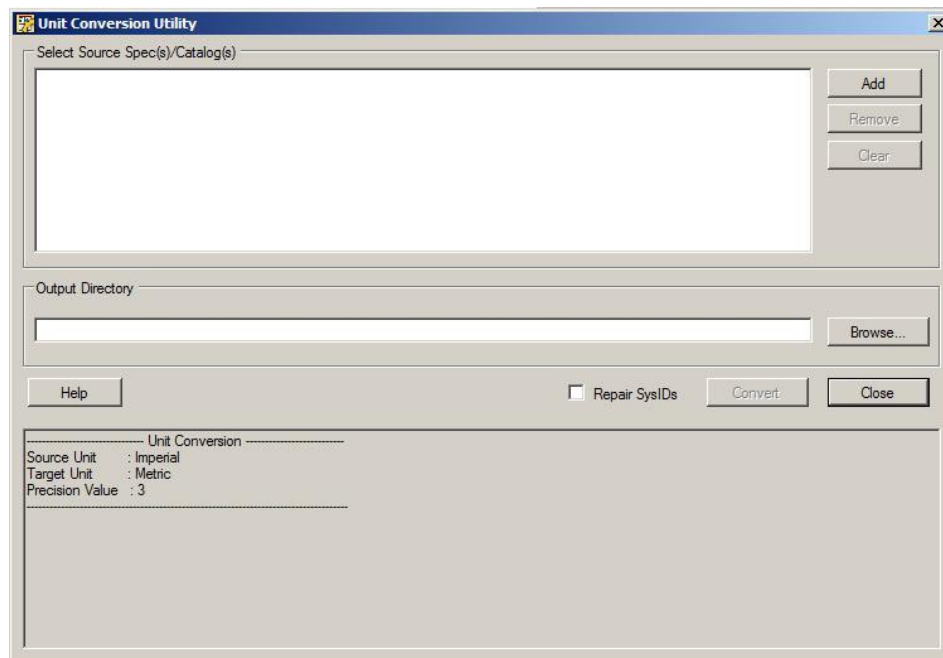 Unit Conversion Utility
Select Source Spec(s)/Catalog(s)
Add
Remove
Clear
Output Directory
Browse...
Help
Repair SysIDs
Convert
Close
------------------------------ Unit Conversion -------------------------
Source Unit : Imperial
Target Unit : Metric
Precision Value : 3
----------------------------------------------------------------------------------